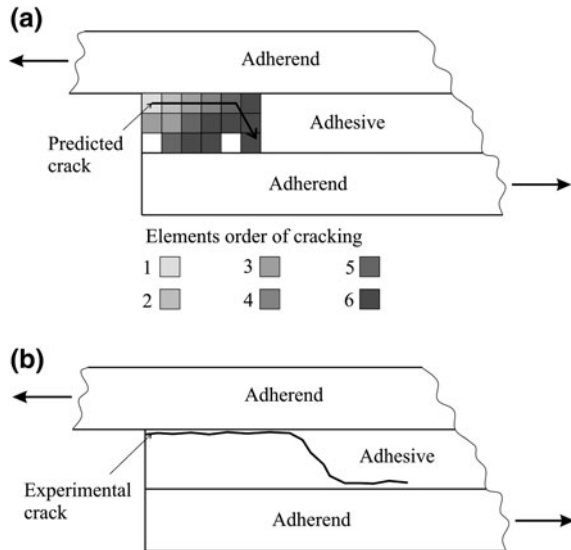 (a)
Adherend
Adhesive
Predicted
crack
Adherend
Elements order of cracking
1 3 5
2 4 6
(b)
Adherend
Adhesive
Experimental
crack
Adherend